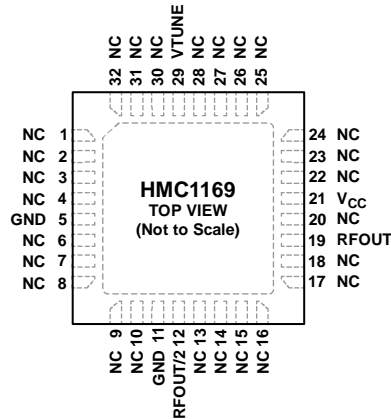 32 NC
31 NC
30 NC
29 VTUNE
28 NC
27 NC
26 NC
25 NC
NC 1
NC 2
NC 3
NC 4
GND 5
NC 6
NC 7
NC 8
HMC1169
TOP VIEW
(Not to Scale)
24 NC
23 NC
22 NC
21 VCC
20 NC
19 RFOUT
18 NC
17 NC
NC 9
NC 10
GND 11
RFOUT/2 12
NC 13
NC 14
NC 15
NC 16